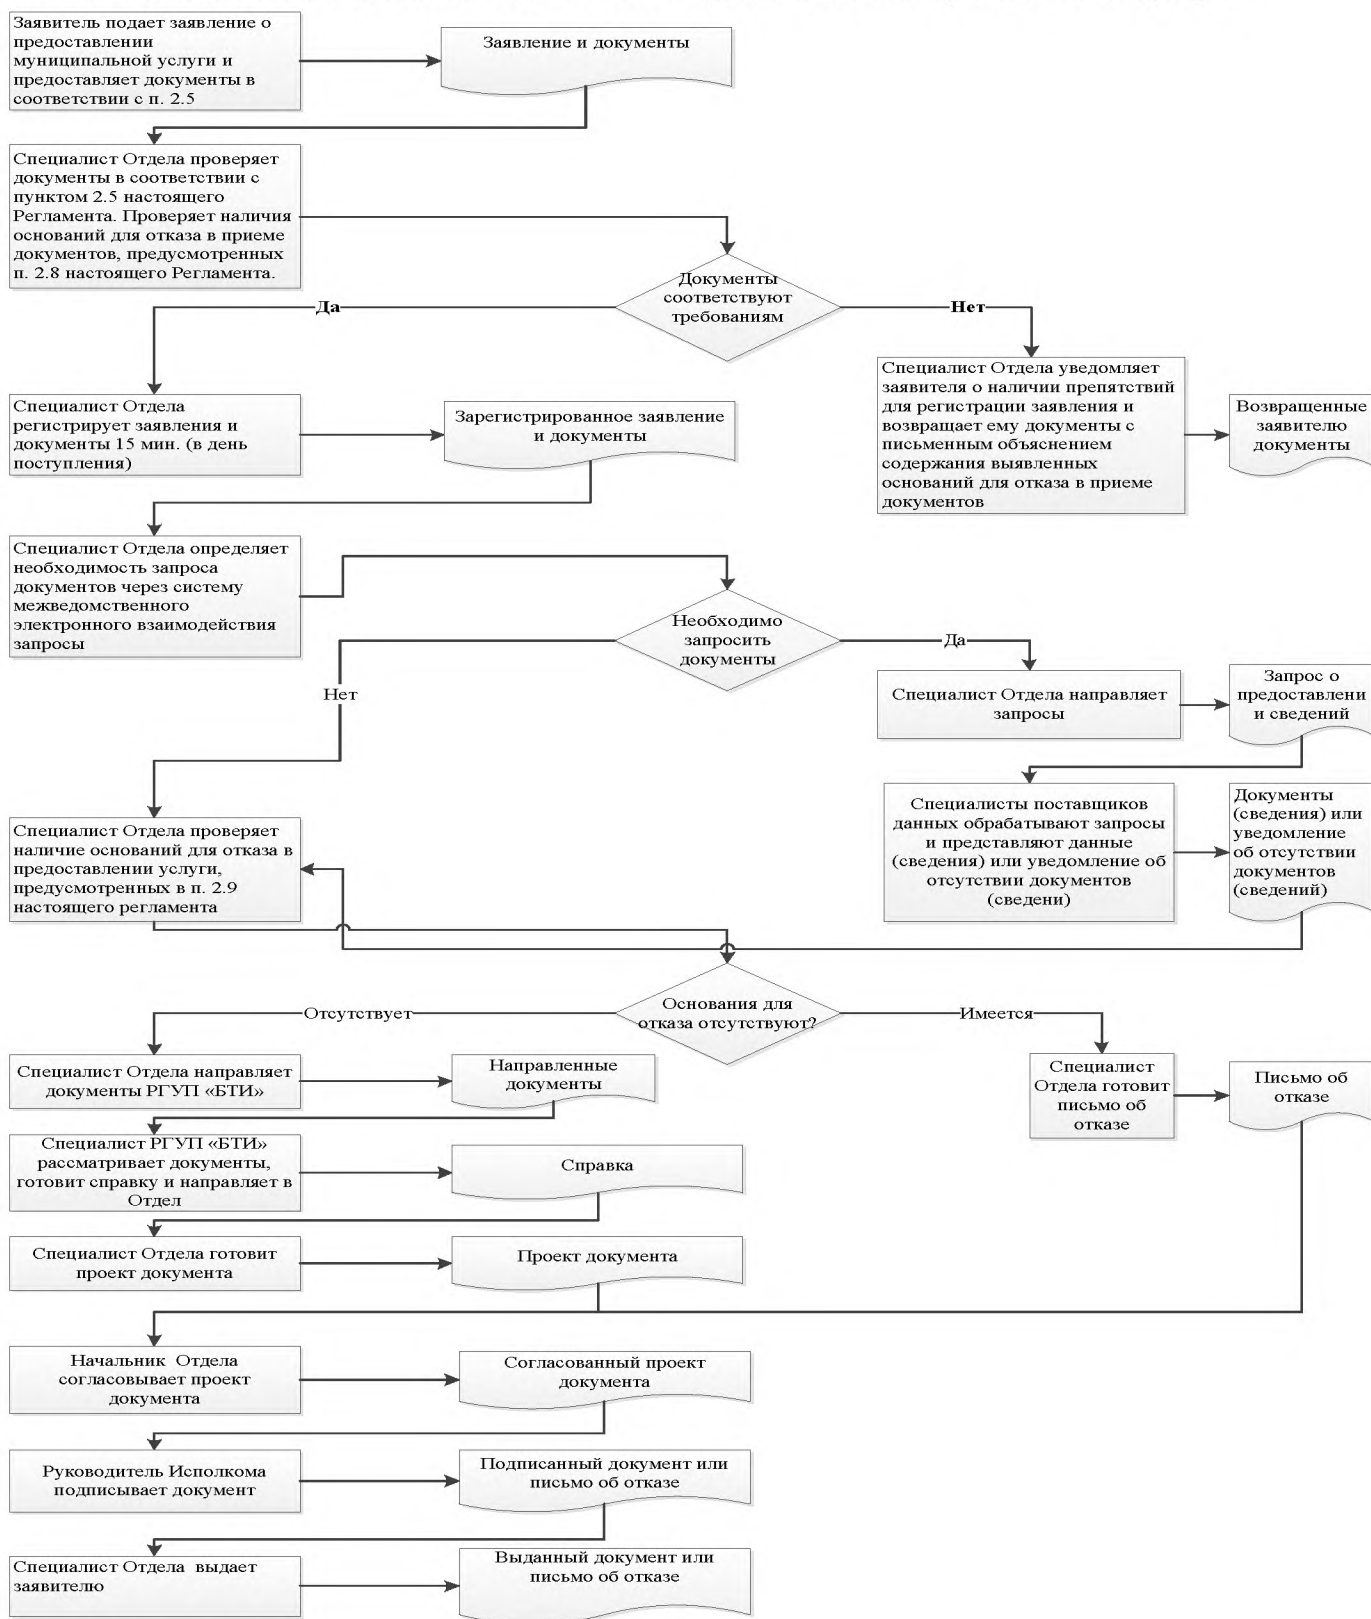 Заявитель подает заявление о
предоставлении
муниципальной услуги и
предоставляет документы в
соответствии с п. 2.5
Заявление и документы
Специалист Отдела проверяет
документы в соответствии с
пунктом 2.5 настоящего
Регламента. Проверяет наличия
оснований для отказа в приеме
документов, предусмотренных
п. 2.8 настоящего Регламента.
Документы
соответствуют
требованиям
Да
Нет
Специалист Отдела
регистрирует заявления и
документы 15 мин. (в день
поступления)
Зарегистрированное заявление
и документы
Специалист Отдела уведомляет
заявителя о наличии препятствий
для регистрации заявления и
возвращает ему документы с
письменным объяснением
содержания выявленных
оснований для отказа в приеме
документов
Возвращенные
заявителю
документы
Специалист Отдела определяет
необходимость запроса
документов через систему
межведомственного
электронного взаимодействия
запросы
Необходимо
запросить
документы
Да
Нет
Специалист Отдела направляет
запросы
Запрос о
предоставлени
и сведений
Специалисты поставщиков
данных обрабатывают запросы
и представляют данные
(сведения) или уведомление об
отсутствии документов
(сведени)
Документы
(сведения) или
уведомление
об отсутствии
документов
(сведений)
Специалист Отдела проверяет
наличие оснований для отказа в
предоставлении услуги,
предусмотренных в п. 2.9
настоящего регламента
Основания для
отказа отсутствуют?
Отсутствует
Имеется
Специалист Отдела направляет
документы РГУП «БТИ»
Направленные
документы
Специалист
Отдела готовит
письмо об
отказе
Письмо об
отказе
Специалист РГУП «БТИ»
рассматривает документы,
готовит справку и направляет в
Отдел
Справка
Специалист Отдела готовит
проект документа
Проект документа
Начальник Отдела
согласовывает проект
документа
Согласованный проект
документа
Руководитель Исполкома
подписывает документ
Подписанный документ или
письмо об отказе
Специалист Отдела выдает
заявителю
Выданный документ или
письмо об отказе